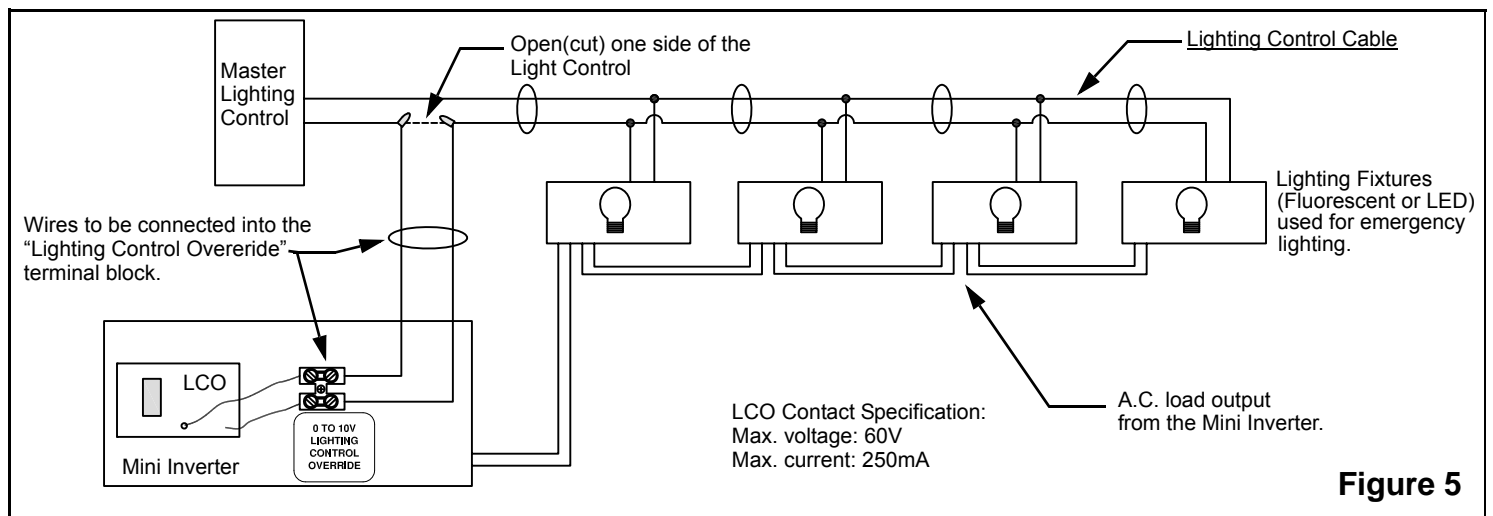 Master
Lighting
Control
Open(cut) one side of the
Light Control
Lighting Control Cable
Wires to be connected into the
“Lighting Control Overeride”
terminal block.
Lighting Fixtures
(Fluorescent or LED)
used for emergency
lighting.
LCO
0 TO 10V
LIGHTING
CONTROL
OVERRIDE
Mini Inverter
LCO Contact Specification:
Max. voltage: 60V
Max. current: 250mA
A.C. load output
from the Mini Inverter.
Figure 5